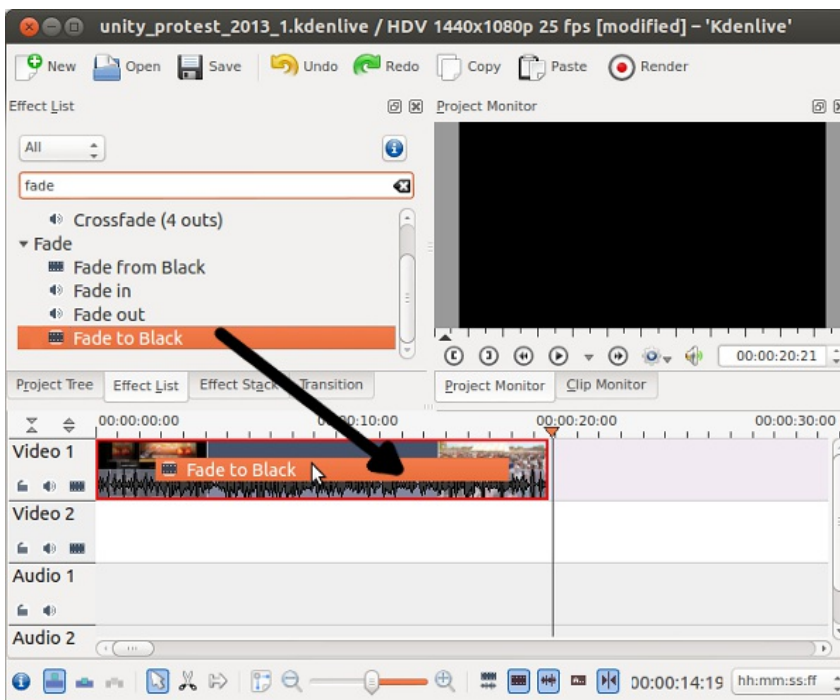 unity_protest_2013_1.kdenlive / HDV 1440x1080p 25 fps [modified] – 'Kdenlive'
New Open Save Undo Redo Copy Paste Render
Effect List
Project Monitor
All
fade
Crossfade (4 outs)
Fade
Fade from Black
Fade in
Fade out
Fade to Black
00:00:20:21
Project Tree Effect List Effect Stack Transition
Project Monitor Clip Monitor
00:00:00:00 00:00:10:00 00:00:20:00 00:00:30:00
Video 1
Fade to Black
Video 2
Audio 1
Audio 2
00:00:14:19 hh:mm:ss:ff